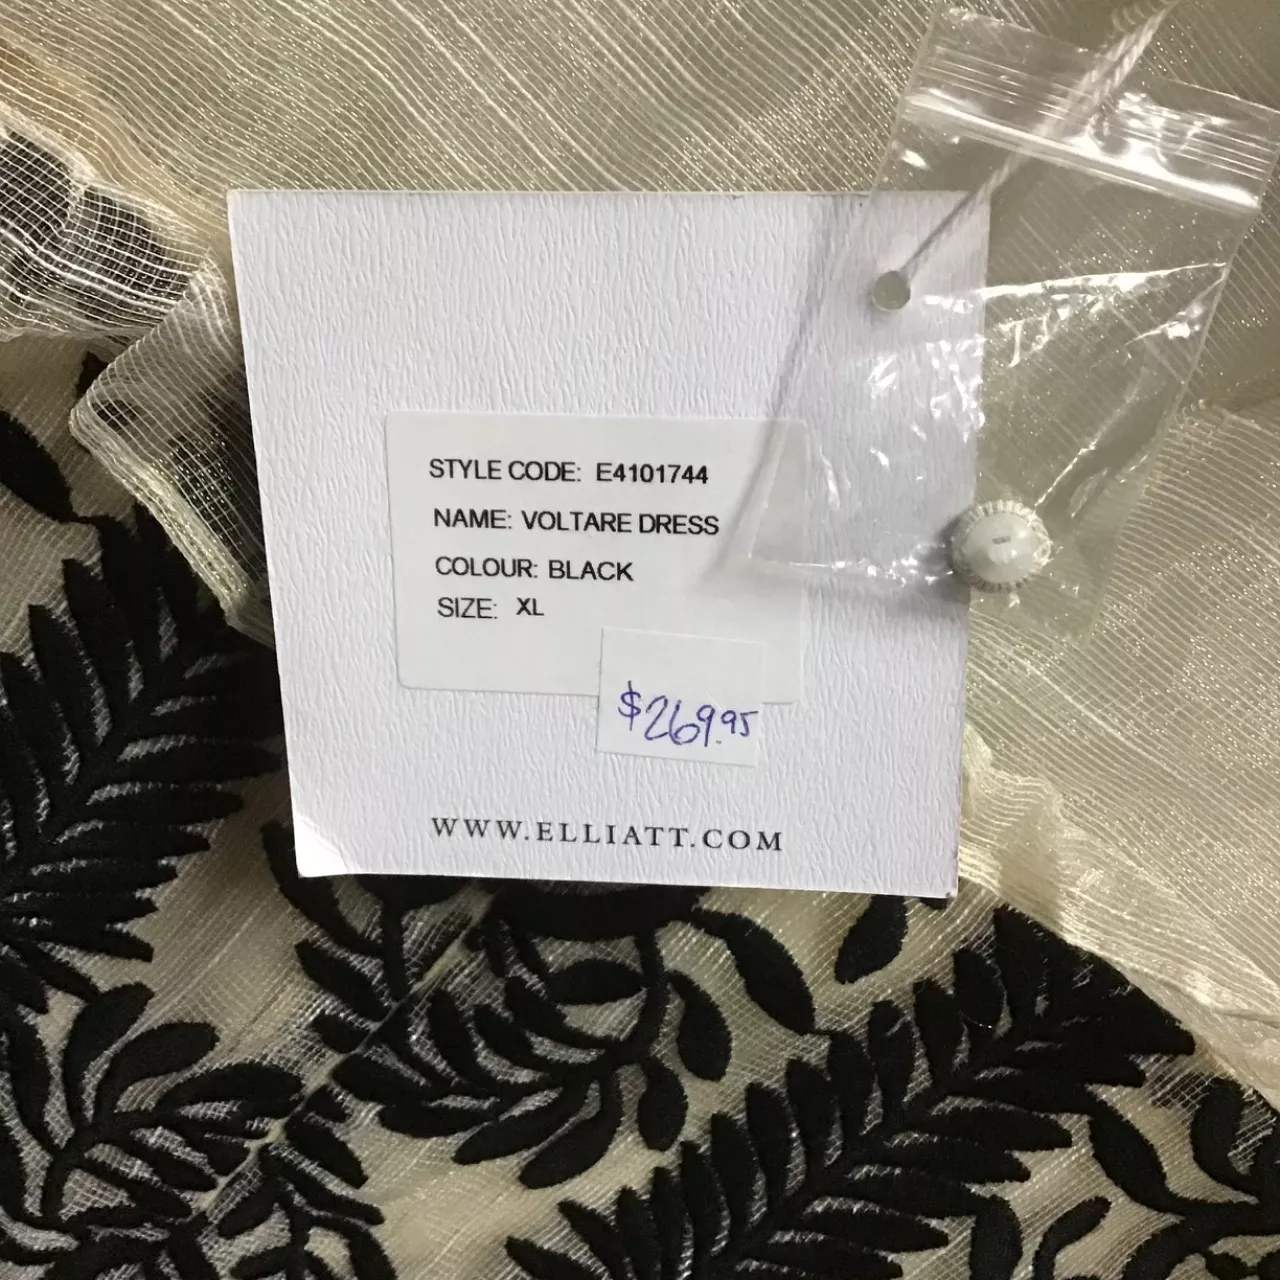 STYLE CODE: E4101744
NAME: VOLTARE DRESS
COLOUR: BLACK
SIZE: XL
$269.95
WWW.ELLIATT.COM